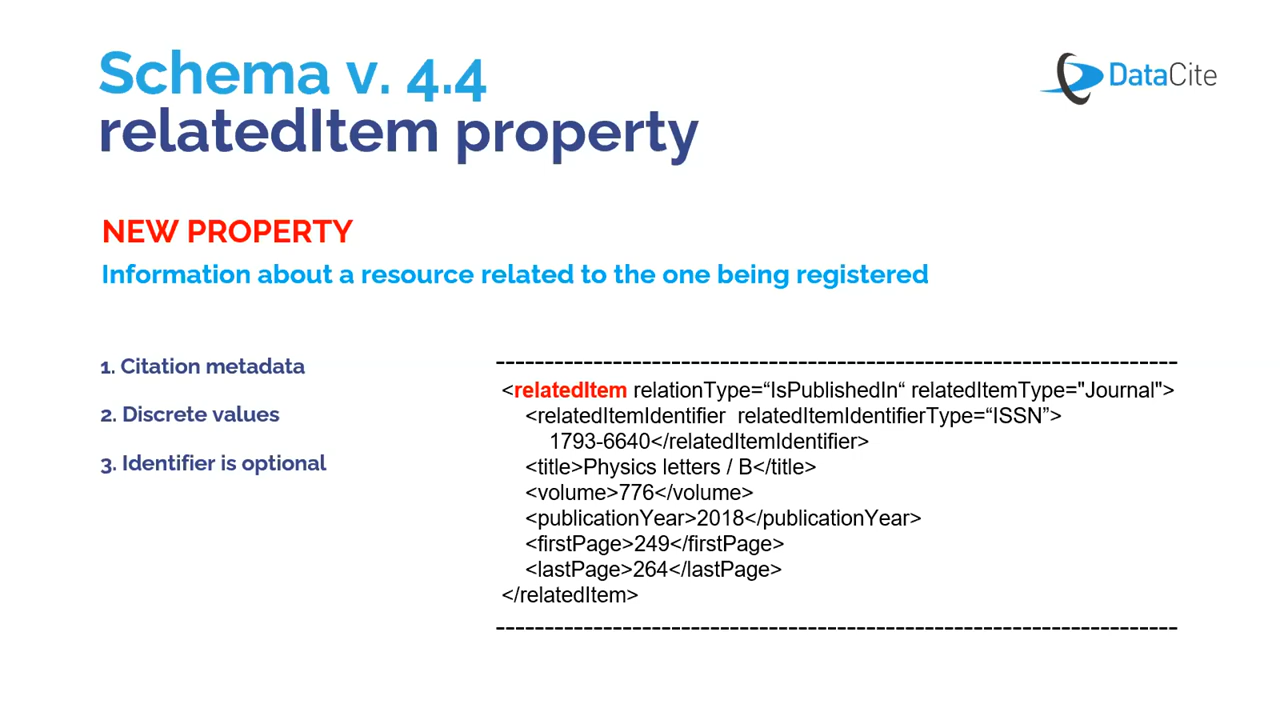 Schema v. 4.4
relatedItem property
DataCite
NEW PROPERTY
Information about a resource related to the one being registered
1. Citation metadata
2. Discrete values
3. Identifier is optional
<relatedItem relationType=“IsPublishedIn“ relatedItemType="Journal">
<relatedItemIdentifier  relatedItemIdentifierType=“ISSN”>
1793-6640</relatedItemIdentifier>
<title>Physics letters / B</title>
<volume>776</volume>
<publicationYear>2018</publicationYear>
<firstPage>249</firstPage>
<lastPage>264</lastPage>
</relatedItem>